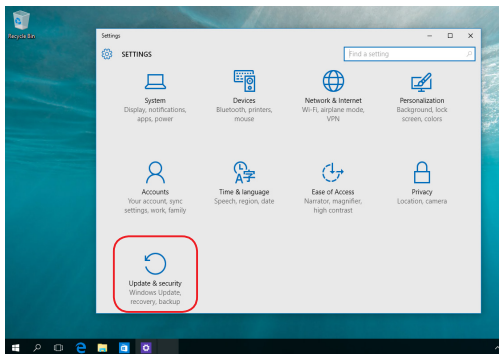 Recycle Bin
Settings
SETTINGS
Find a setting
System
Display, notifications,
apps, power
Devices
Bluetooth, printers,
mouse
Network & Internet
Wi-Fi, airplane mode,
VPN
Personalization
Background, lock
screen, colors
Accounts
Your account, sync
settings, work, family
Time & language
Speech, region, date
Ease of Access
Narrator, magnifier,
high contrast
Privacy
Location, camera
Update & security
Windows Update,
recovery, backup